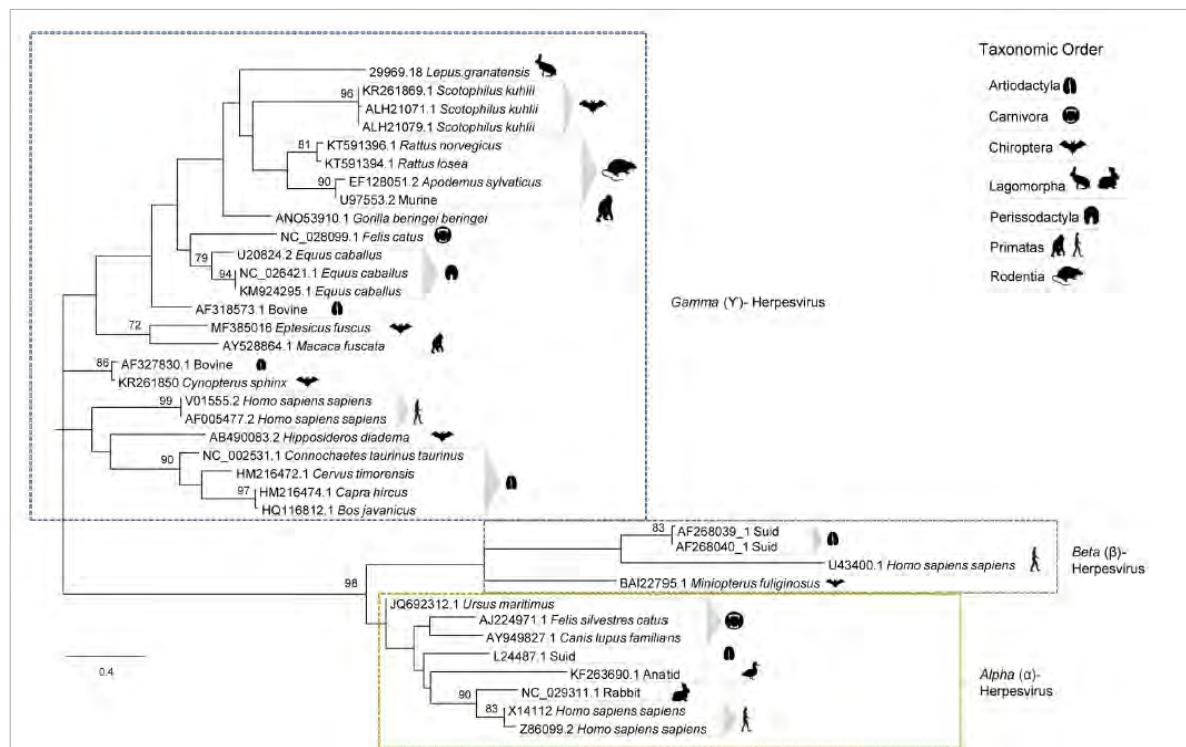 Taxonomic Order
Artiodactyla
Carnivora
Chiroptera
Lagomorpha
Perissodactyla
Primatas
Rodentia
29969.18 Lepus.granatensis
96
KR261869.1 Scotophilus kuhlii
ALH21071.1 Scotophilus kuhlii
ALH21079.1 Scotophilus kuhlii
81
KT591396.1 Rattus norvegicus
KT591394.1 Rattus losea
90
EF128051.2 Apodemus sylvaticus
U97553.2 Murine
ANO53910.1 Gorilla beringei beringei
NC_028099.1 Felis catus
79
U20824.2 Equus caballus
94
NC_026421.1 Equus caballus
KM924295.1 Equus caballus
AF318573.1 Bovine
72
MF385016 Eptesicus fuscus
AY528864.1 Macaca fuscata
86
AF327830.1 Bovine
KR261850 Cynopterus sphinx
99
V01555.2 Homo sapiens sapiens
AF005477.2 Homo sapiens sapiens
AB490083.2 Hipposideros diadema
90
NC_002531.1 Connochaetes taurinus taurinus
HM216472.1 Cervus timorensis
97
HM216474.1 Capra hircus
HQ116812.1 Bos javanicus
Gamma (ϒ)- Herpesvirus
83
AF268039_1 Suid
AF268040_1 Suid
U43400.1 Homo sapiens sapiens
BAI22795.1 Miniopterus fuliginosus
Beta (β)-
Herpesvirus
98
JQ692312.1 Ursus maritimus
AJ224971.1 Felis silvestres catus
AY949827.1 Canis lupus familians
L24487.1 Suid
KF263690.1 Anatid
90
NC_029311.1 Rabbit
83
X14112 Homo sapiens sapiens
Z86099.2 Homo sapiens sapiens
Alpha (α)-
Herpesvirus
0.4